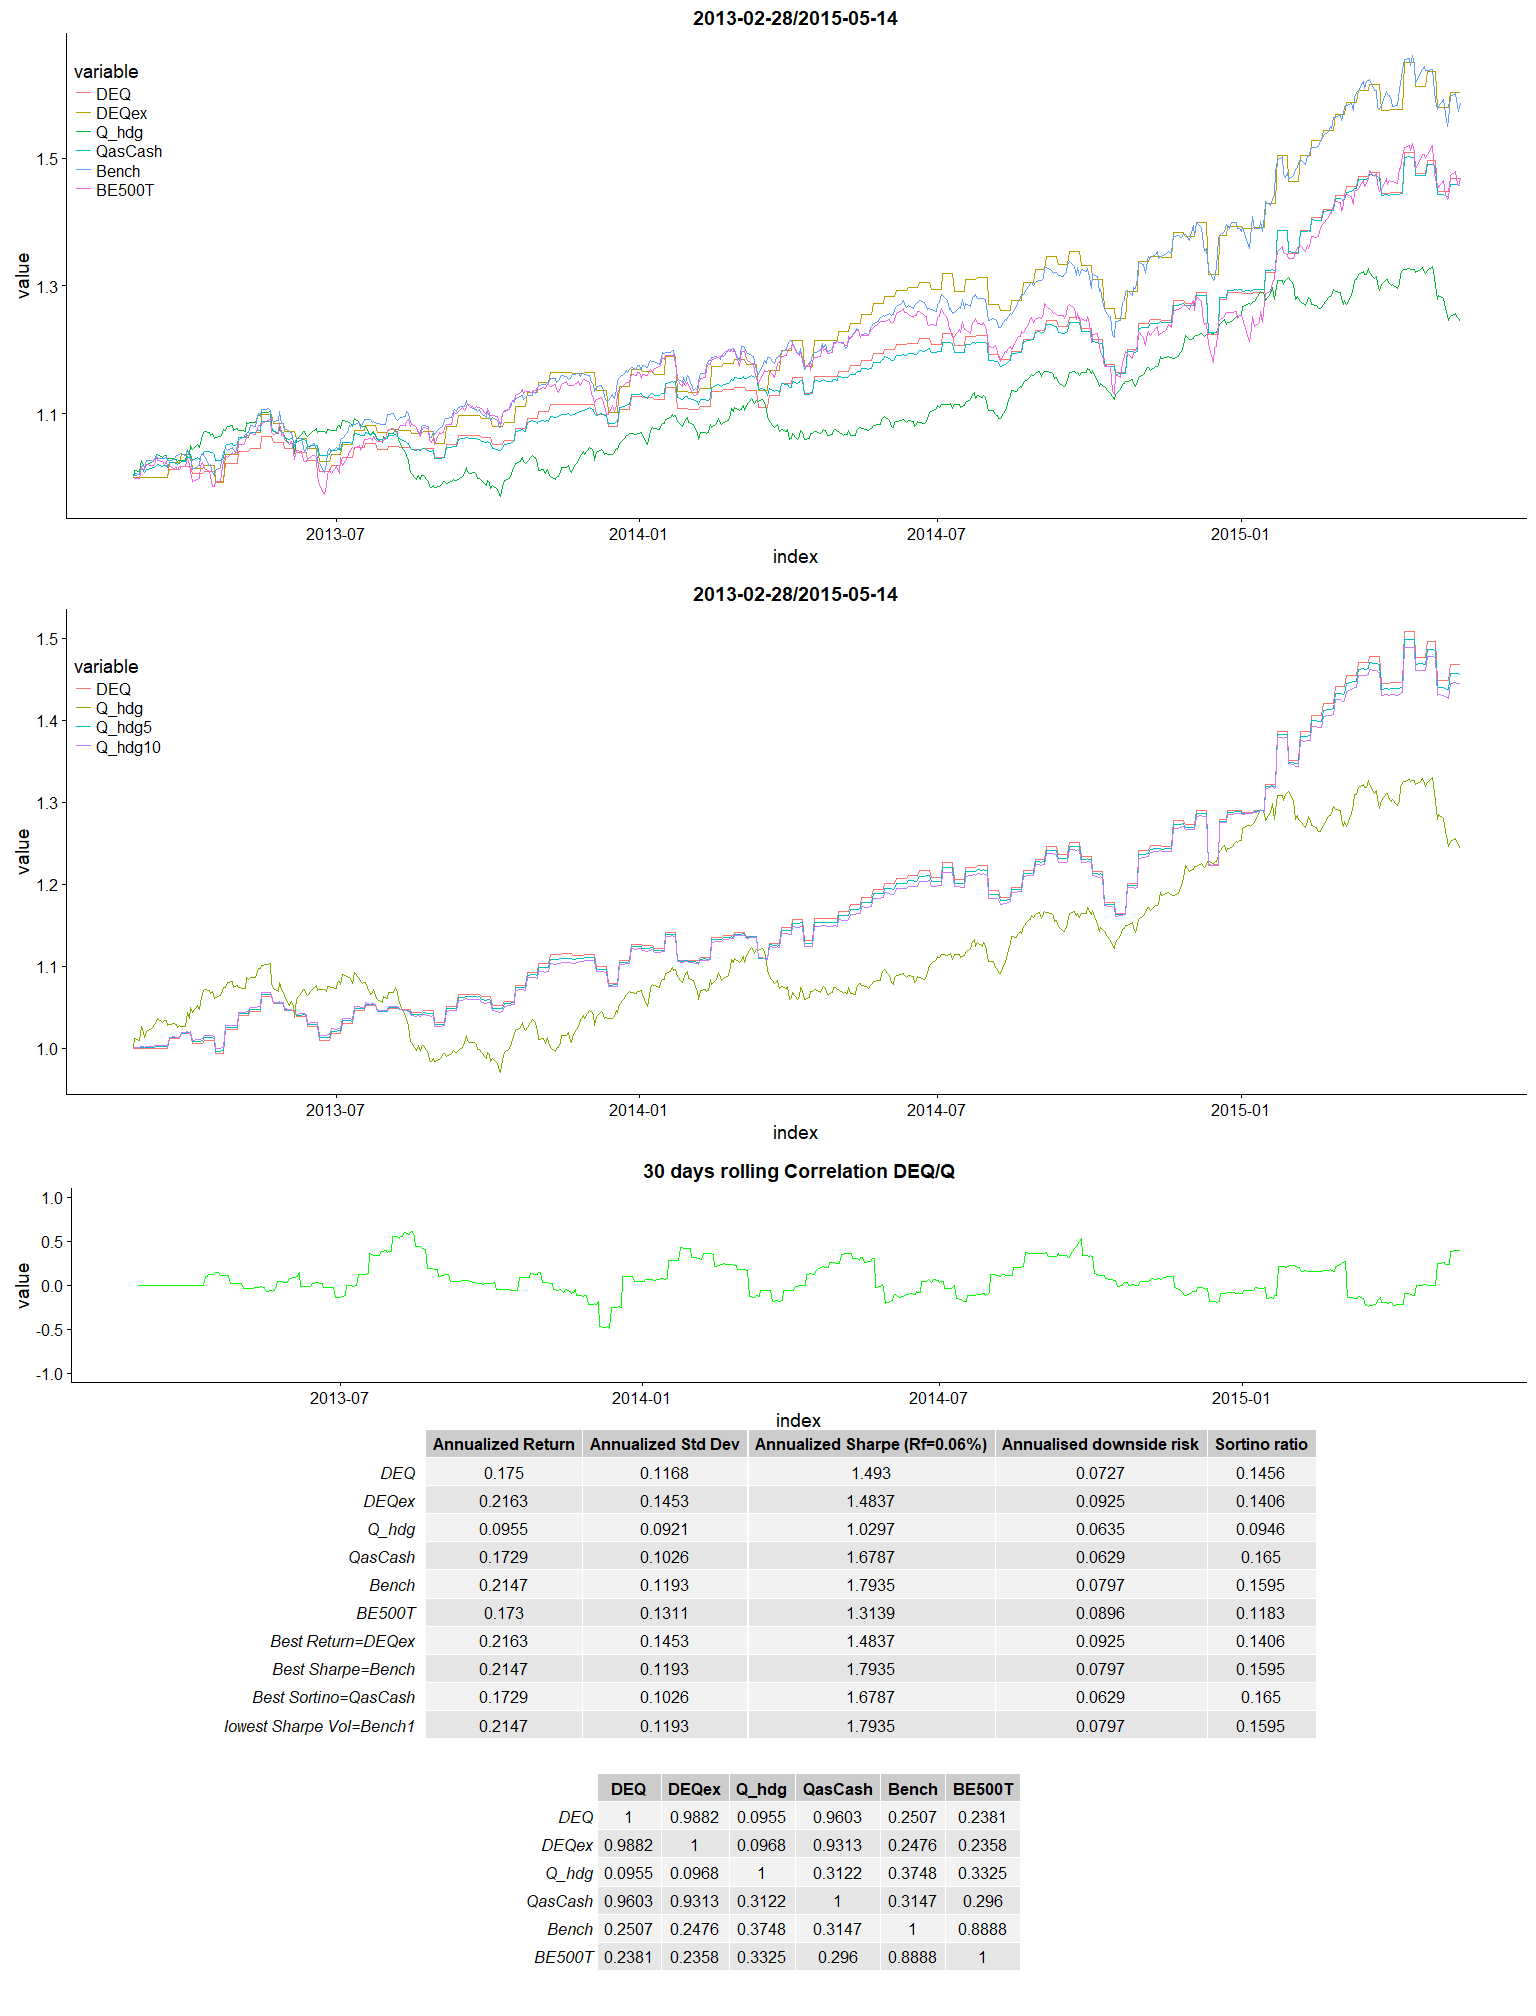 2013-02-28/2015-05-14
variable
DEQ
DEQex
Q_hdg
QasCash
Bench
BE500T
value
1.5
1.3
1.1
2013-07 2014-01 2014-07 2015-01
index
2013-02-28/2015-05-14
variable
DEQ
Q_hdg
Q_hdg5
Q_hdg10
value
1.5
1.4
1.3
1.2
1.1
1.0
2013-07 2014-01 2014-07 2015-01
index
30 days rolling Correlation DEQ/Q
value
1.0
0.5
0.0
-0.5
-1.0
2013-07 2014-01 2014-07 2015-01
index
Annualized Return Annualized Std Dev Annualized Sharpe (Rf=0.06%) Annualised downside risk Sortino ratio
DEQ 0.175 0.1168 1.493 0.0727 0.1456
DEQex 0.2163 0.1453 1.4837 0.0925 0.1406
Q_hdg 0.0955 0.0921 1.0297 0.0635 0.0946
QasCash 0.1729 0.1026 1.6787 0.0629 0.165
Bench 0.2147 0.1193 1.7935 0.0797 0.1595
BE500T 0.173 0.1311 1.3139 0.0896 0.1183
Best Return=DEQex 0.2163 0.1453 1.4837 0.0925 0.1406
Best Sharpe=Bench 0.2147 0.1193 1.7935 0.0797 0.1595
Best Sortino=QasCash 0.1729 0.1026 1.6787 0.0629 0.165
lowest Sharpe Vol=Bench1 0.2147 0.1193 1.7935 0.0797 0.1595
DEQ DEQex Q_hdg QasCash Bench BE500T
DEQ 1 0.9882 0.0955 0.9603 0.2507 0.2381
DEQex 0.9882 1 0.0968 0.9313 0.2476 0.2358
Q_hdg 0.0955 0.0968 1 0.3122 0.3748 0.3325
QasCash 0.9603 0.9313 0.3122 1 0.3147 0.296
Bench 0.2507 0.2476 0.3748 0.3147 1 0.8888
BE500T 0.2381 0.2358 0.3325 0.296 0.8888 1